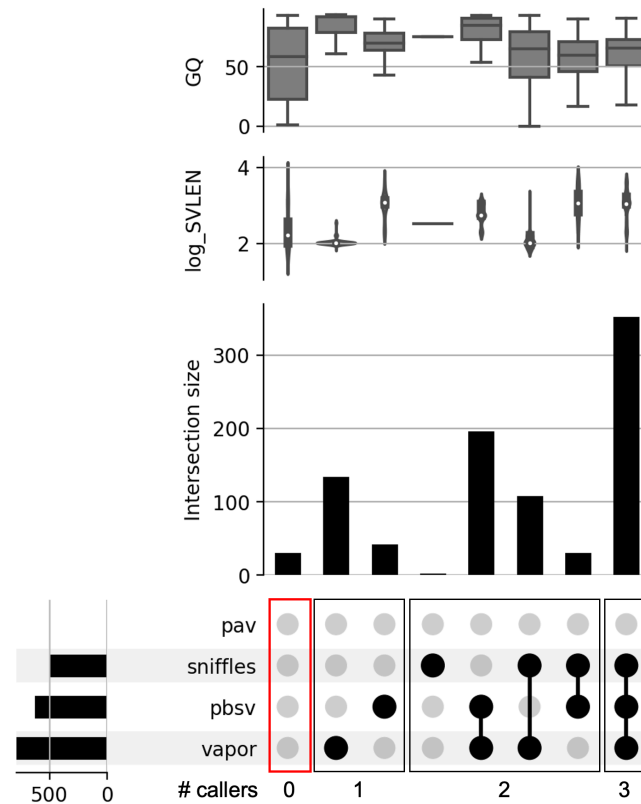 GQ
50
0
log_SVLEN
4
2
Intersection size
300
200
100
0
pav
sniffles
pbsv
vapor
500 0
# callers 0 1 2 3